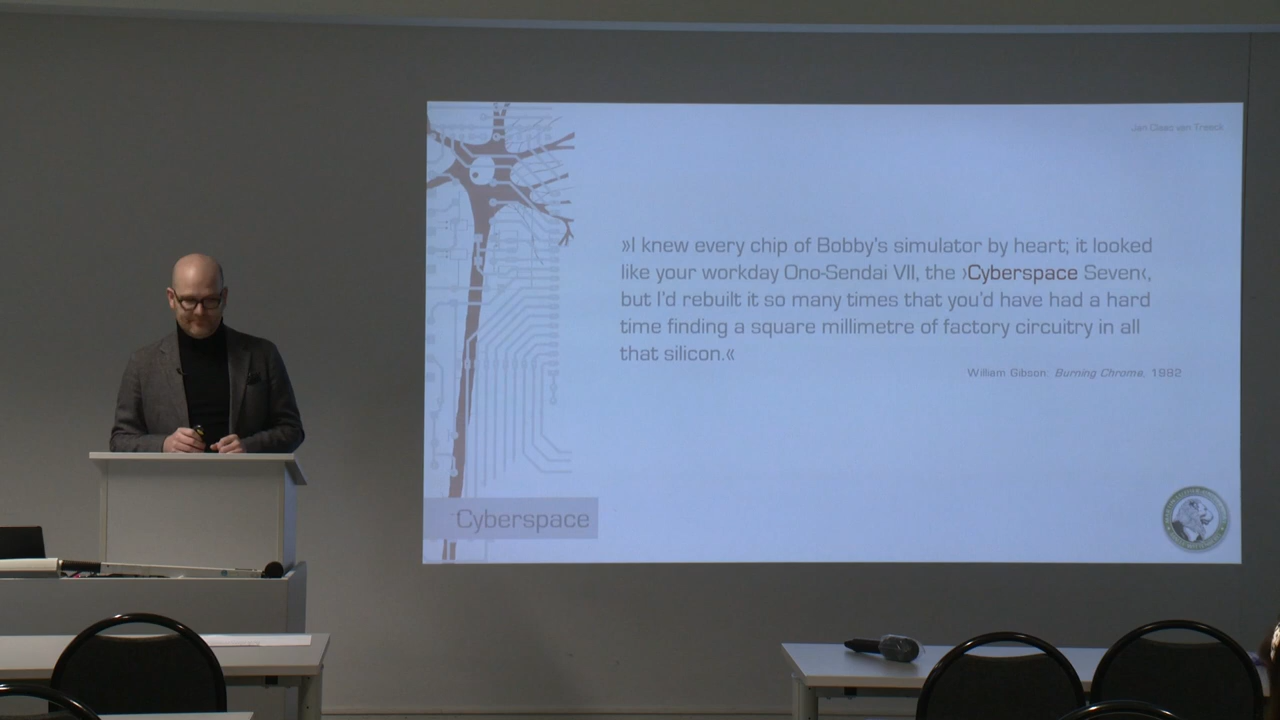 Jan Claas van Treeck
»I knew every chip of Bobby's simulator by heart; it looked
like your workday Ono-Sendai VII, the ›Cyberspace Seven‹,
but I'd rebuilt it so many times that you'd have had a hard
time finding a square millimetre of factory circuitry in all
that silicon.«
William Gibson: Burning Chrome, 1982
Cyberspace